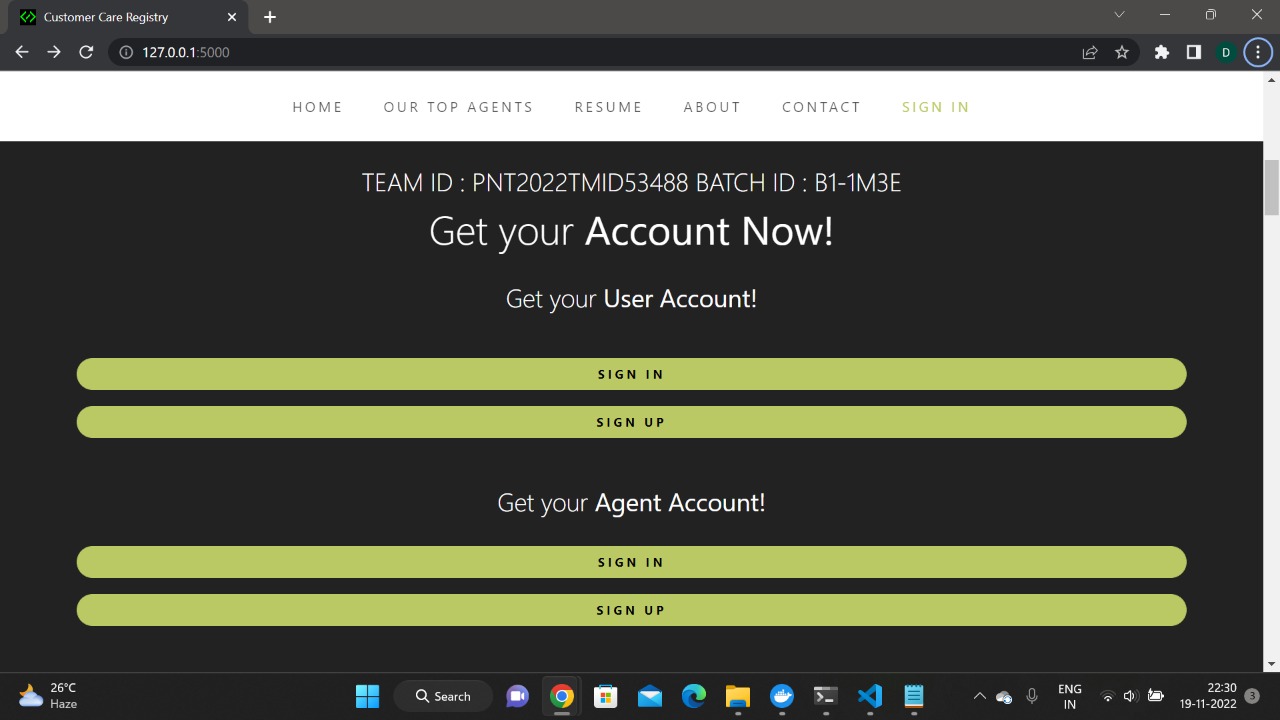 Customer Care Registry
127.0.0.1:5000
D
HOME OUR TOP AGENTS RESUME ABOUT CONTACT SIGN IN
TEAM ID : PNT2022TMID53488 BATCH ID : B1-1M3E
Get your Account Now!
Get your User Account!
SIGN IN
SIGN UP
Get your Agent Account!
SIGN IN
SIGN UP
26°C
Haze
Search
ENG
IN
22:30
19-11-2022
3